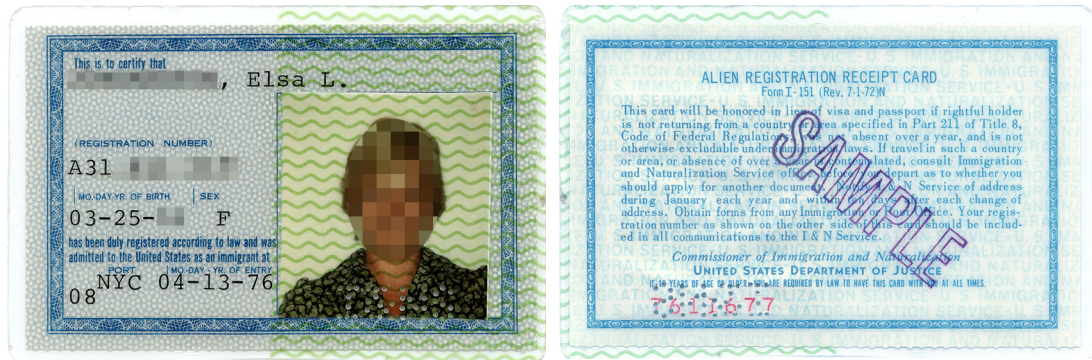 This is to certify that
, Elsa L.
(REGISTRATION NUMBER)
A31
MO.-DAY-YR. OF BIRTH SEX
03-25- F
has been duly registered according to law and was
admitted to the United States as an immigrant at
PORT MO.-DAY-YR. OF ENTRY
NYC 04-13-76
08
ALIEN REGISTRATION RECEIPT CARD
Form I-151 (Rev. 7-1-72)N
This card will be honored in lieu of visa and passport if rightful holder
is not returning from a country or area specified in Part 211 of Title 8,
Code of Federal Regulations, is not absent over a year, and is not
otherwise excludable under immigration laws. If travel in such a country
or area, or absence of over a year is contemplated, consult Immigration
and Naturalization Service office before you depart as to whether you
should apply for another document. Notify I & N Service of address
during January each year and within days each change of
address. Obtain forms from any Immigration or Post Office. Your regis-
tration number as shown on the other side of this card should be includ-
ed in all communications to the I & N Service.
Commissioner of Immigration and Naturalization
UNITED STATES DEPARTMENT OF JUSTICE
IF 18 YEARS OF AGE OR OLDER, YOU ARE REQUIRED BY LAW TO HAVE THIS CARD WITH YOU AT ALL TIMES.
7611677
SAMPLE